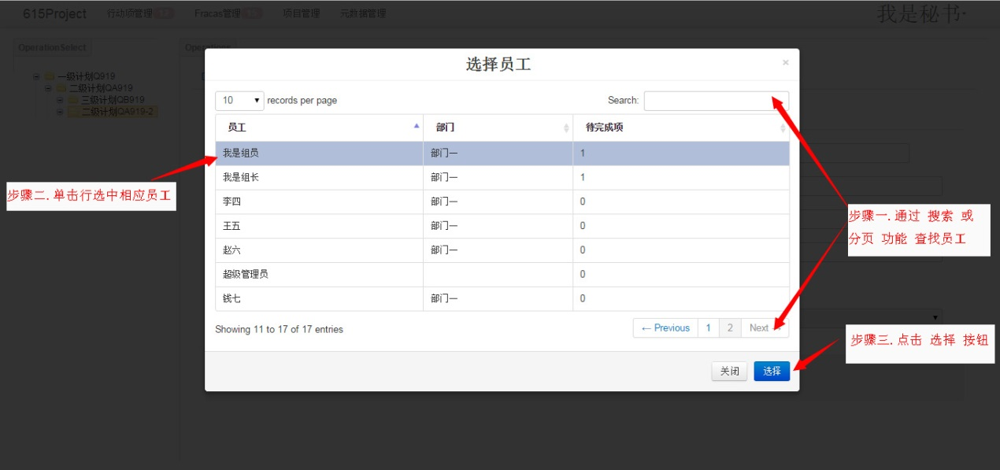 615Project 行动项管理 12 Fracas管理 15 项目管理 元数据管理 我是秘书
OperationSelect
Operations
一级计划Q919
二级计划QA919
三级计划QB919
二级计划QA919-2
选择员工 ×
10 records per page Search:
员工 部门 待完成项
我是组员 部门一 1
我是组长 部门一 1
李四 部门一 0
王五 部门一 0
赵六 部门一 0
超级管理员 0
钱七 部门一 0
Showing 11 to 17 of 17 entries
← Previous 1 2 Next
关闭 选择
步骤二.单击行选中相应员工
步骤一.通过 搜索 或
分页 功能 查找员工
步骤三.点击 选择 按钮